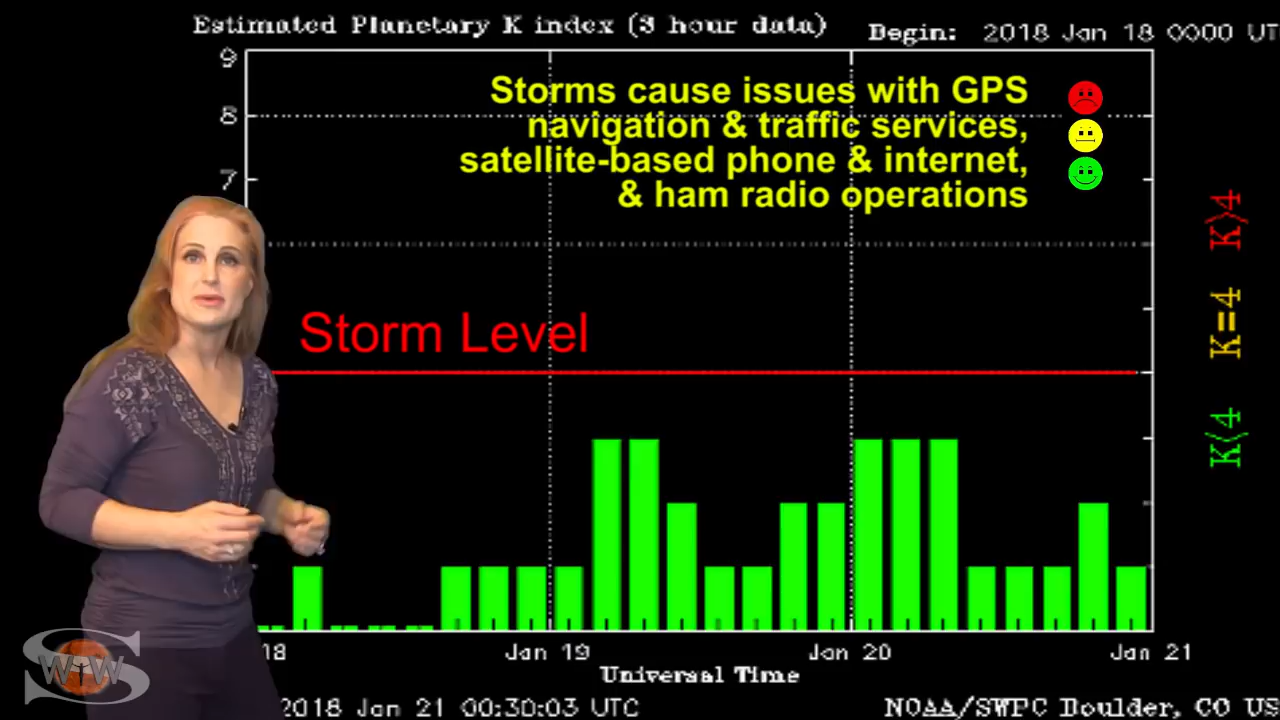 Estimated Planetary K index (3 hour data)
Begin: 2018 Jan 18 0000 UT
9
8
7
Storms cause issues with GPS
navigation & traffic services,
satellite-based phone & internet,
& ham radio operations
Storm Level
K>4
K=4
K<4
18
Jan 19
Jan 20
Jan 21
Universal Time
2018 Jan 21 00:30:03 UTC
NOAA/SWPC Boulder, CO US
S
WTW